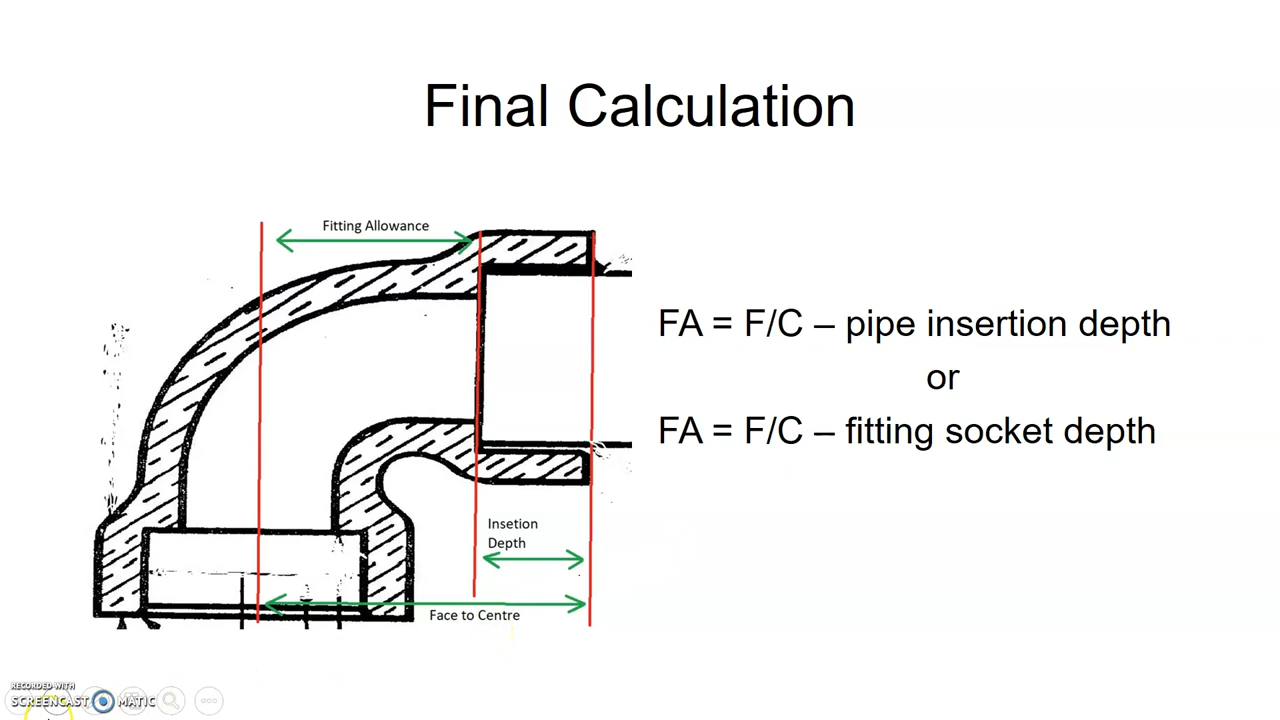 Final Calculation
Fitting Allowance
FA = F/C – pipe insertion depth
or
FA = F/C – fitting socket depth
Insetion
Depth
Face to Centre
RECORDED WITH
SCREENCAST MATIC